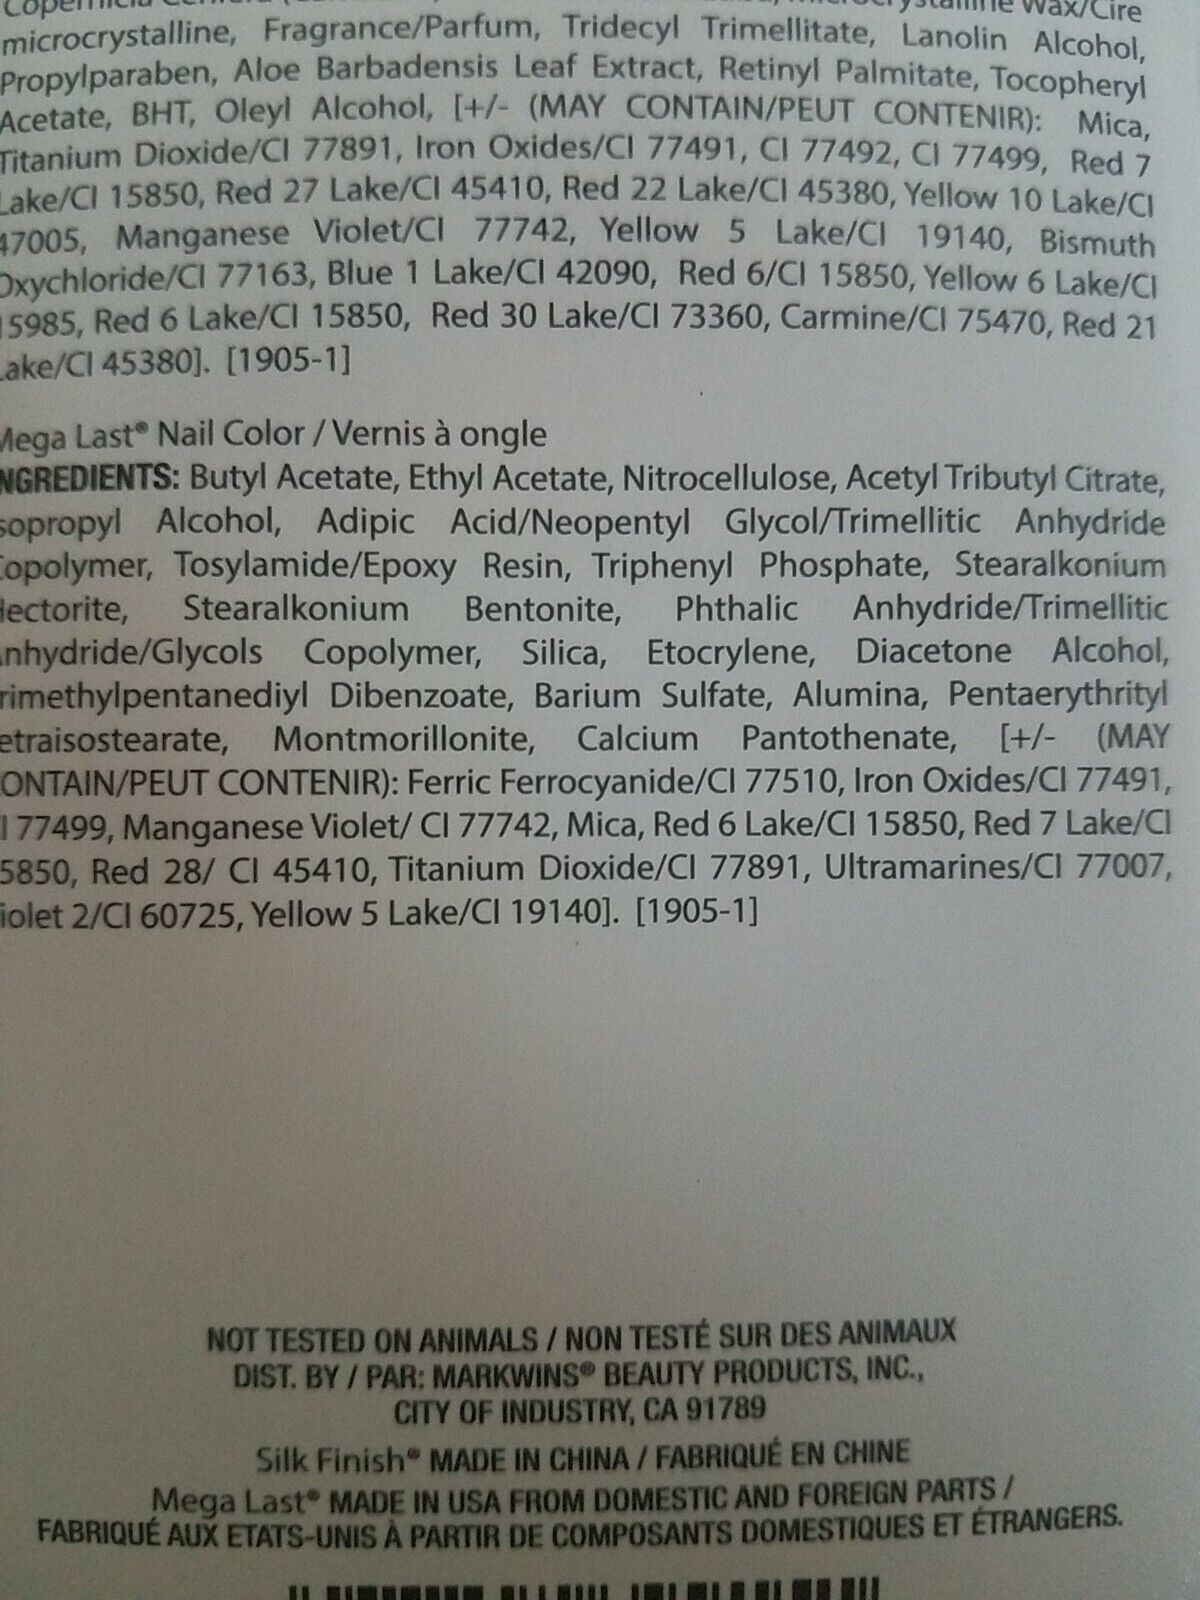 microcrystalline, Fragrance/Parfum, Tridecyl Trimellitate, Lanolin Alcohol,
Propylparaben, Aloe Barbadensis Leaf Extract, Retinyl Palmitate, Tocopheryl
Acetate, BHT, Oleyl Alcohol, [+/- (MAY CONTAIN/PEUT CONTENIR): Mica,
Titanium Dioxide/CI 77891, Iron Oxides/CI 77491, CI 77492, CI 77499, Red 7
Lake/CI 15850, Red 27 Lake/CI 45410, Red 22 Lake/CI 45380, Yellow 10 Lake/CI
47005, Manganese Violet/CI 77742, Yellow 5 Lake/CI 19140, Bismuth
Oxychloride/CI 77163, Blue 1 Lake/CI 42090, Red 6/CI 15850, Yellow 6 Lake/CI
15985, Red 6 Lake/CI 15850, Red 30 Lake/CI 73360, Carmine/CI 75470, Red 21
Lake/CI 45380]. [1905-1]
Mega Last® Nail Color / Vernis à ongle
NGREDIENTS: Butyl Acetate, Ethyl Acetate, Nitrocellulose, Acetyl Tributyl Citrate,
sopropyl Alcohol, Adipic Acid/Neopentyl Glycol/Trimellitic Anhydride
opolymer, Tosylamide/Epoxy Resin, Triphenyl Phosphate, Stearalkonium
ectorite, Stearalkonium Bentonite, Phthalic Anhydride/Trimellitic
nhydride/Glycols Copolymer, Silica, Etocrylene, Diacetone Alcohol,
rimethylpentanediyl Dibenzoate, Barium Sulfate, Alumina, Pentaerythrityl
etraisostearate, Montmorillonite, Calcium Pantothenate, [+/- (MAY
ONTAIN/PEUT CONTENIR): Ferric Ferrocyanide/CI 77510, Iron Oxides/CI 77491,
I 77499, Manganese Violet/ CI 77742, Mica, Red 6 Lake/CI 15850, Red 7 Lake/CI
5850, Red 28/ CI 45410, Titanium Dioxide/CI 77891, Ultramarines/CI 77007,
iolet 2/CI 60725, Yellow 5 Lake/CI 19140]. [1905-1]
NOT TESTED ON ANIMALS / NON TESTÉ SUR DES ANIMAUX
DIST. BY / PAR: MARKWINS® BEAUTY PRODUCTS, INC.,
CITY OF INDUSTRY, CA 91789
Silk Finish® MADE IN CHINA / FABRIQUÉ EN CHINE
Mega Last® MADE IN USA FROM DOMESTIC AND FOREIGN PARTS /
FABRIQUÉ AUX ETATS-UNIS À PARTIR DE COMPOSANTS DOMESTIQUES ET ÉTRANGERS.